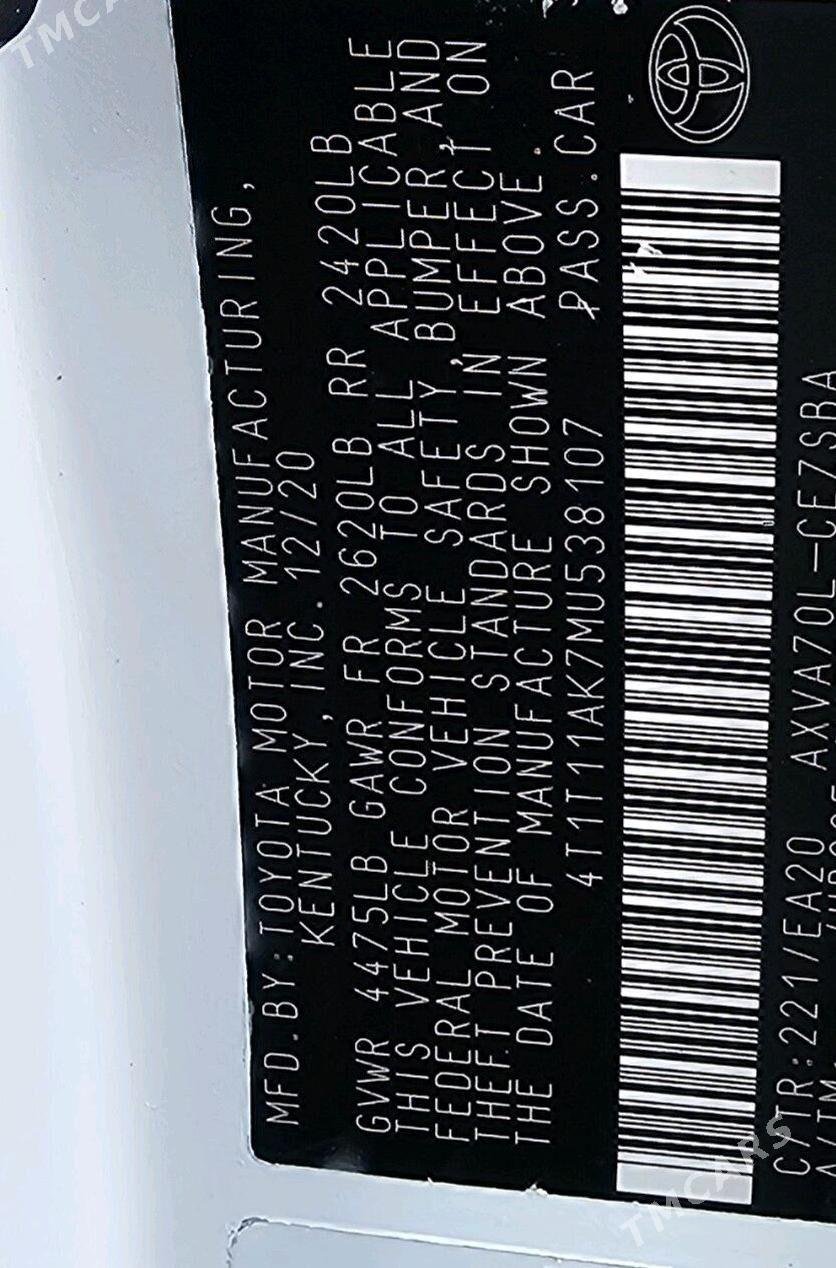 MFD.BY:TOYOTA MOTOR MANUFACTURING,
KENTUCKY, INC. 12/20
GVWR 4475LB GAWR FR 2620LB RR 2420LB
THIS VEHICLE CONFORMS TO ALL APPLICABLE
FEDERAL MOTOR VEHICLE SAFETY, BUMPER, AND
THEFT PREVENTION STANDARDS IN EFFECT ON
THE DATE OF MANUFACTURE SHOWN ABOVE.
4T1T11AK7MU538107 PASS.CAR
C/TR:221/EA20 AXVA70L-CEZSBA
A/TM.
TMCARS
TMCARS